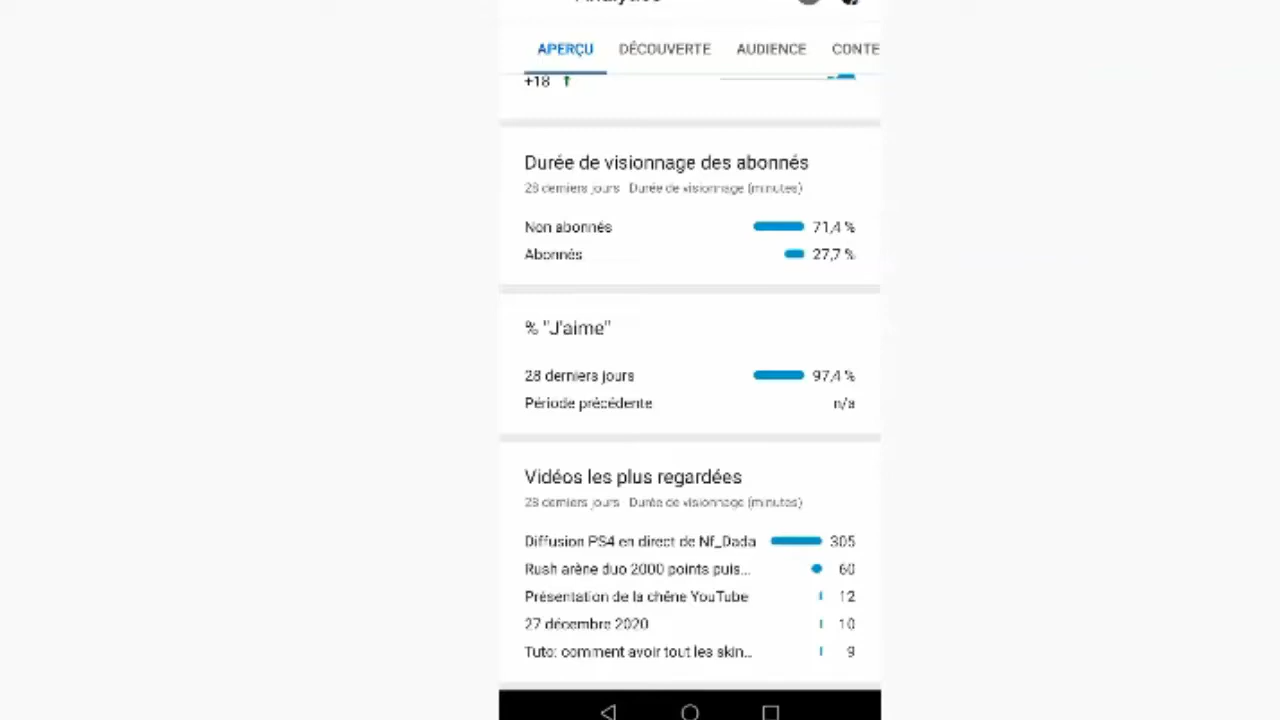 APERÇU DÉCOUVERTE AUDIENCE CONTE
+18
Durée de visionnage des abonnés
28 derniers jours Durée de visionnage (minutes)
Non abonnés 71,4 %
Abonnés 27,7 %
% "J'aime"
28 derniers jours 97,4 %
Période précédente n/a
Vidéos les plus regardées
28 derniers jours Durée de visionnage (minutes)
Diffusion PS4 en direct de Nf_Dada 305
Rush arène duo 2000 points puis... 60
Présentation de la chêne YouTube 12
27 décembre 2020 10
Tuto: comment avoir tout les skin... 9